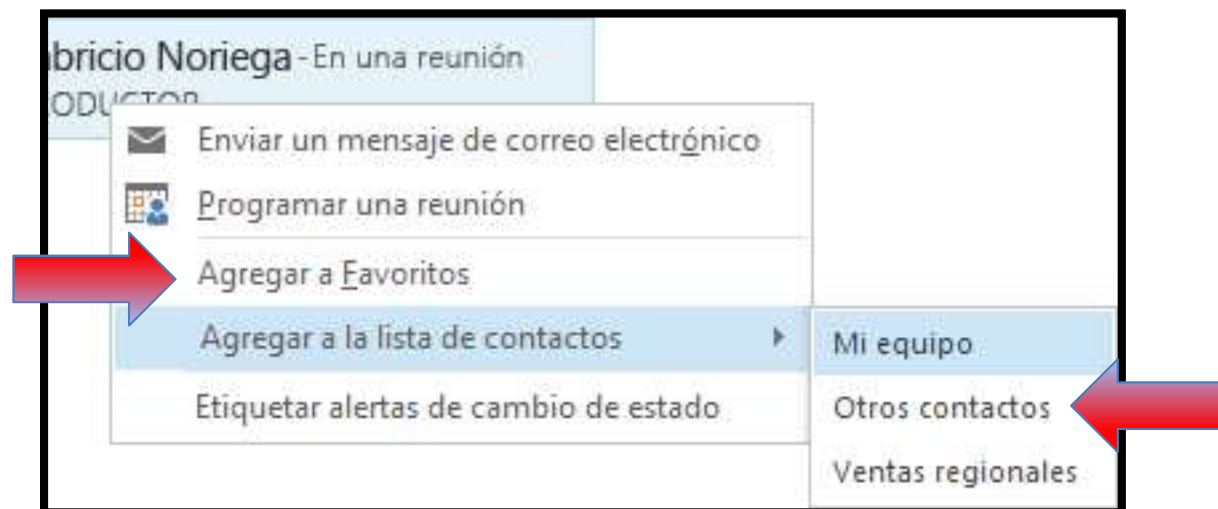 bricio Noriega - En una reunión
ODUCTOR
Enviar un mensaje de correo electrónico
Programar una reunión
Agregar a Favoritos
Agregar a la lista de contactos
Mi equipo
Etiquetar alertas de cambio de estado
Otros contactos
Ventas regionales